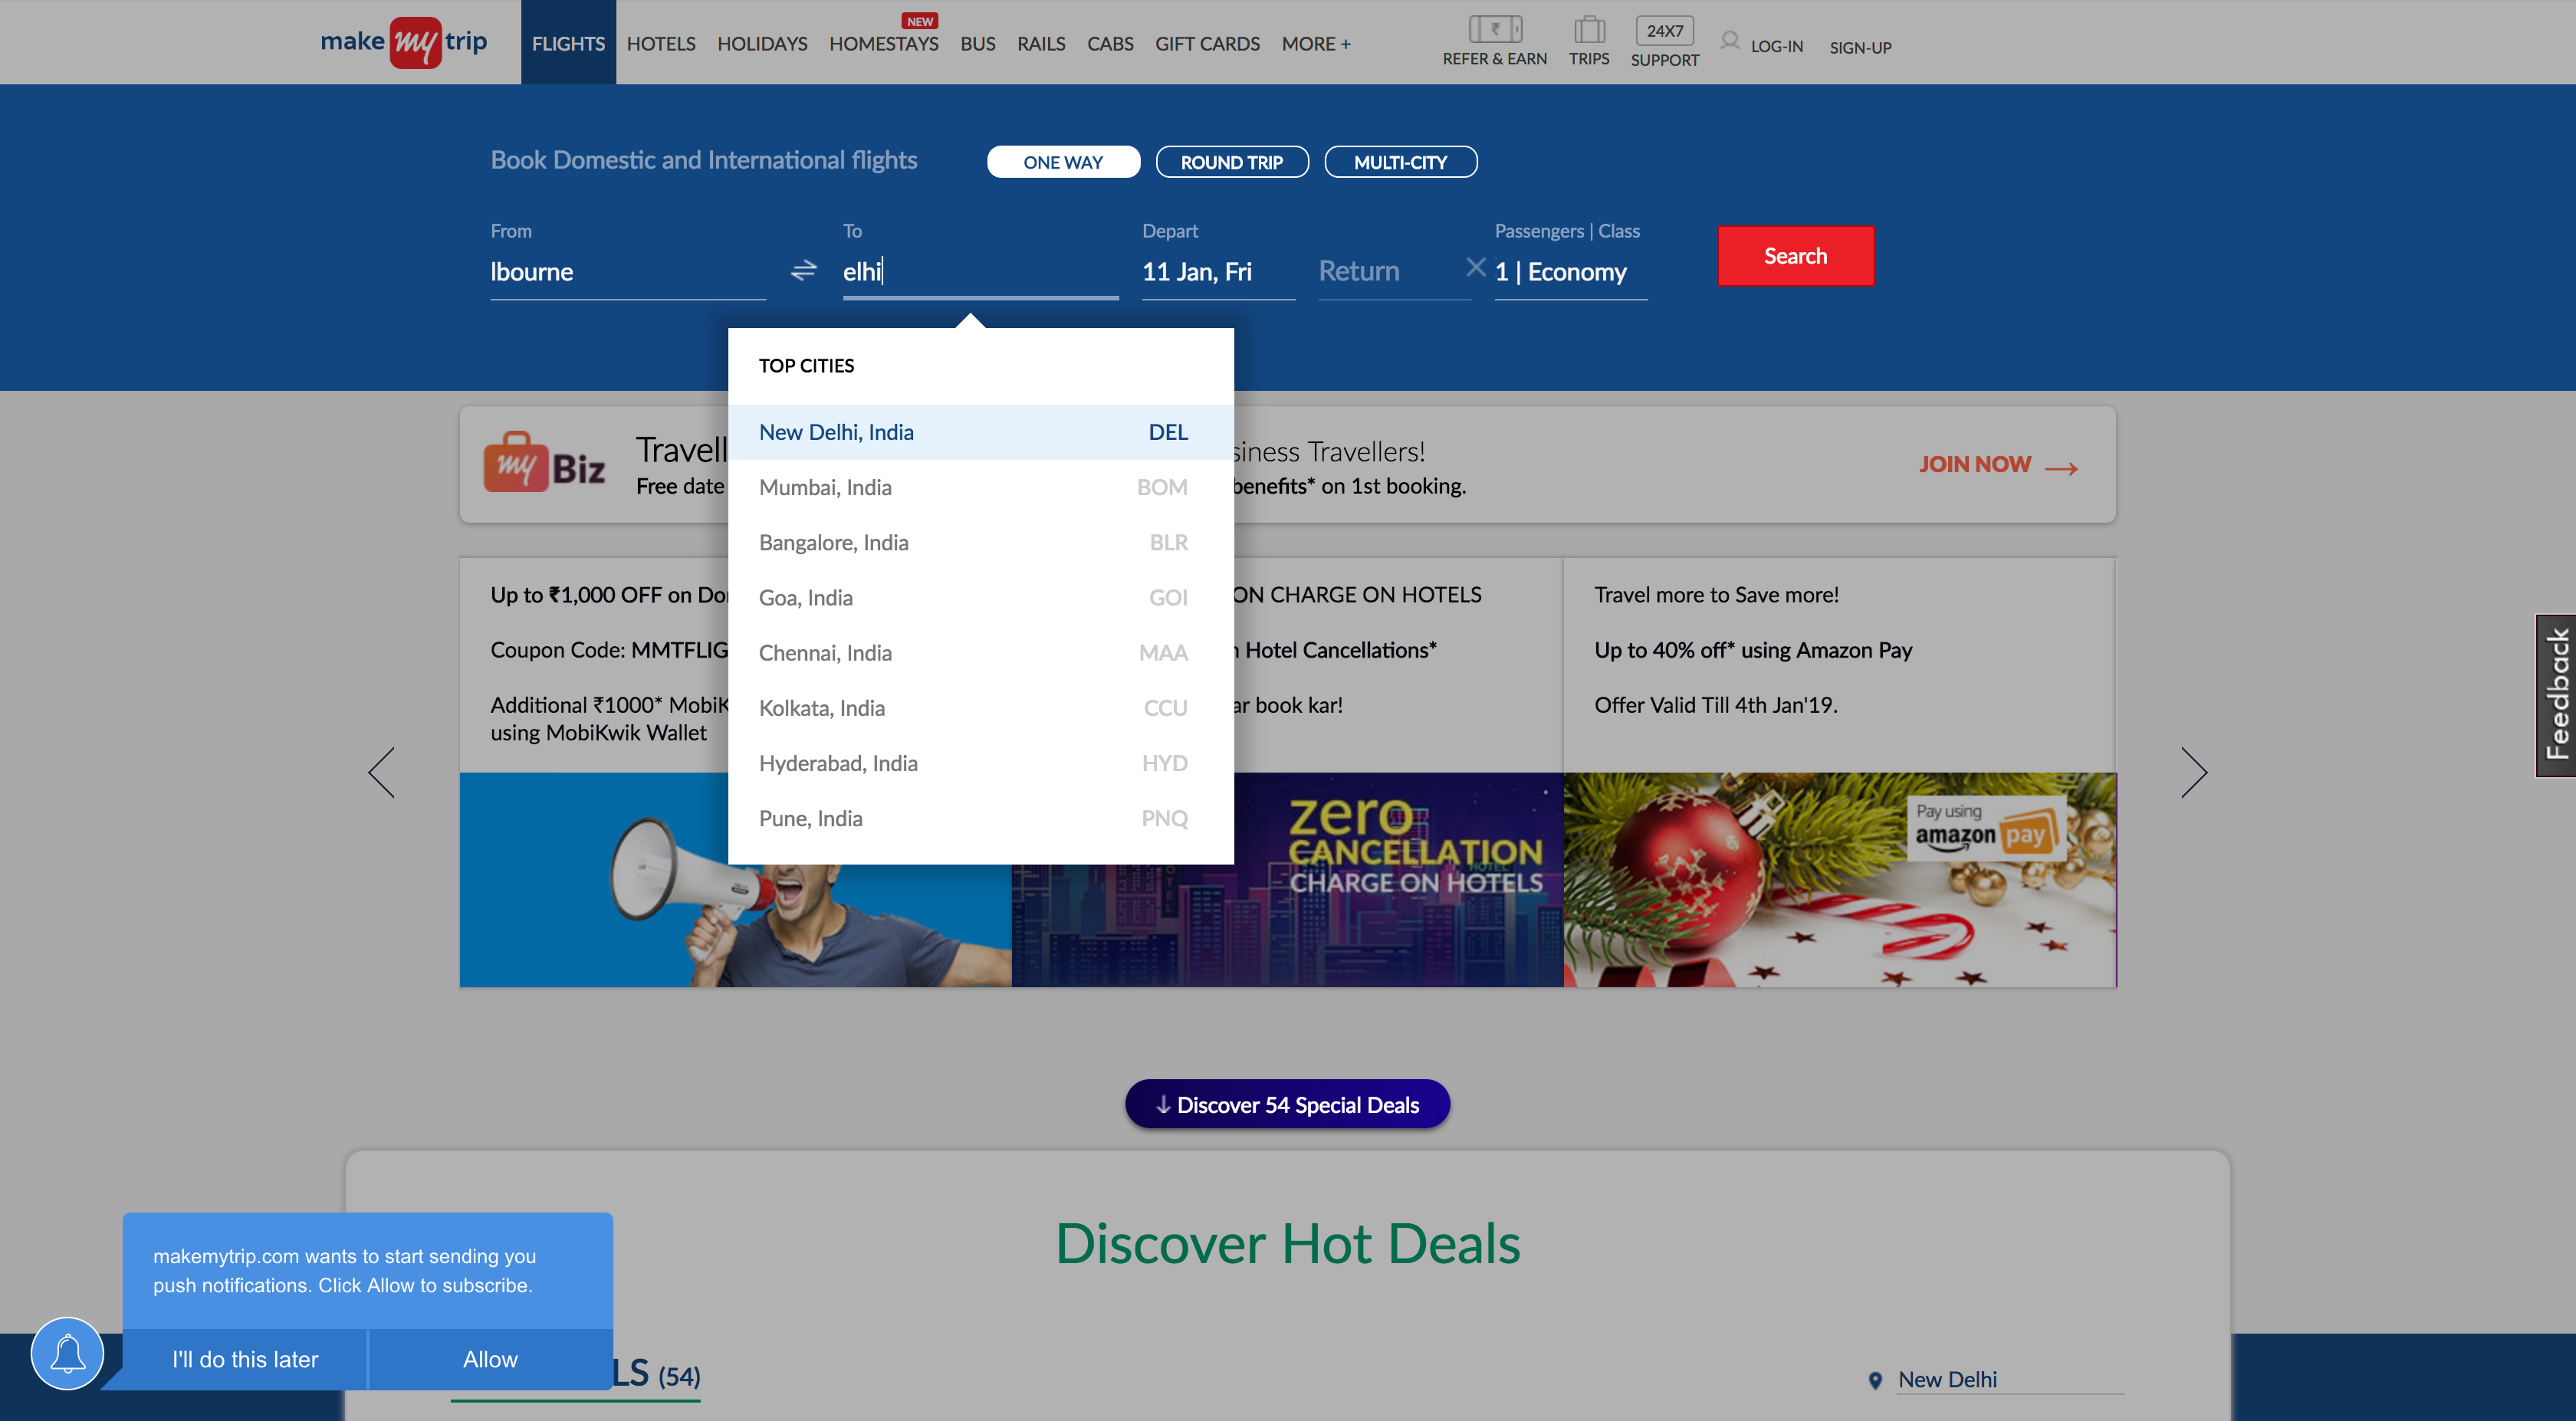 make my trip
FLIGHTS HOTELS HOLIDAYS HOMESTAYS NEW BUS RAILS CABS GIFT CARDS MORE +
₹ REFER & EARN TRIPS 24X7 SUPPORT LOG-IN SIGN-UP
Book Domestic and International flights ONE WAY ROUND TRIP MULTI-CITY
From To Depart Passengers | Class
lbourne elhi 11 Jan, Fri Return 1 | Economy Search
TOP CITIES
New Delhi, India DEL
Mumbai, India BOM
Bangalore, India BLR
Goa, India GOI
Chennai, India MAA
Kolkata, India CCU
Hyderabad, India HYD
Pune, India PNQ
my Biz
Travell siness Travellers!
Free date benefits* on 1st booking.
JOIN NOW
Up to ₹1,000 OFF on Do
Coupon Code: MMTFLIG
Additional ₹1000* MobiK
using MobiKwik Wallet
ON CHARGE ON HOTELS
n Hotel Cancellations*
ar book kar!
zero
CANCELLATION
CHARGE ON HOTELS
HOTEL
Travel more to Save more!
Up to 40% off* using Amazon Pay
Offer Valid Till 4th Jan'19.
Pay using
amazon pay
Feedback
Discover 54 Special Deals
Discover Hot Deals
LS (54)
New Delhi
makemytrip.com wants to start sending you
push notifications. Click Allow to subscribe.
I'll do this later Allow